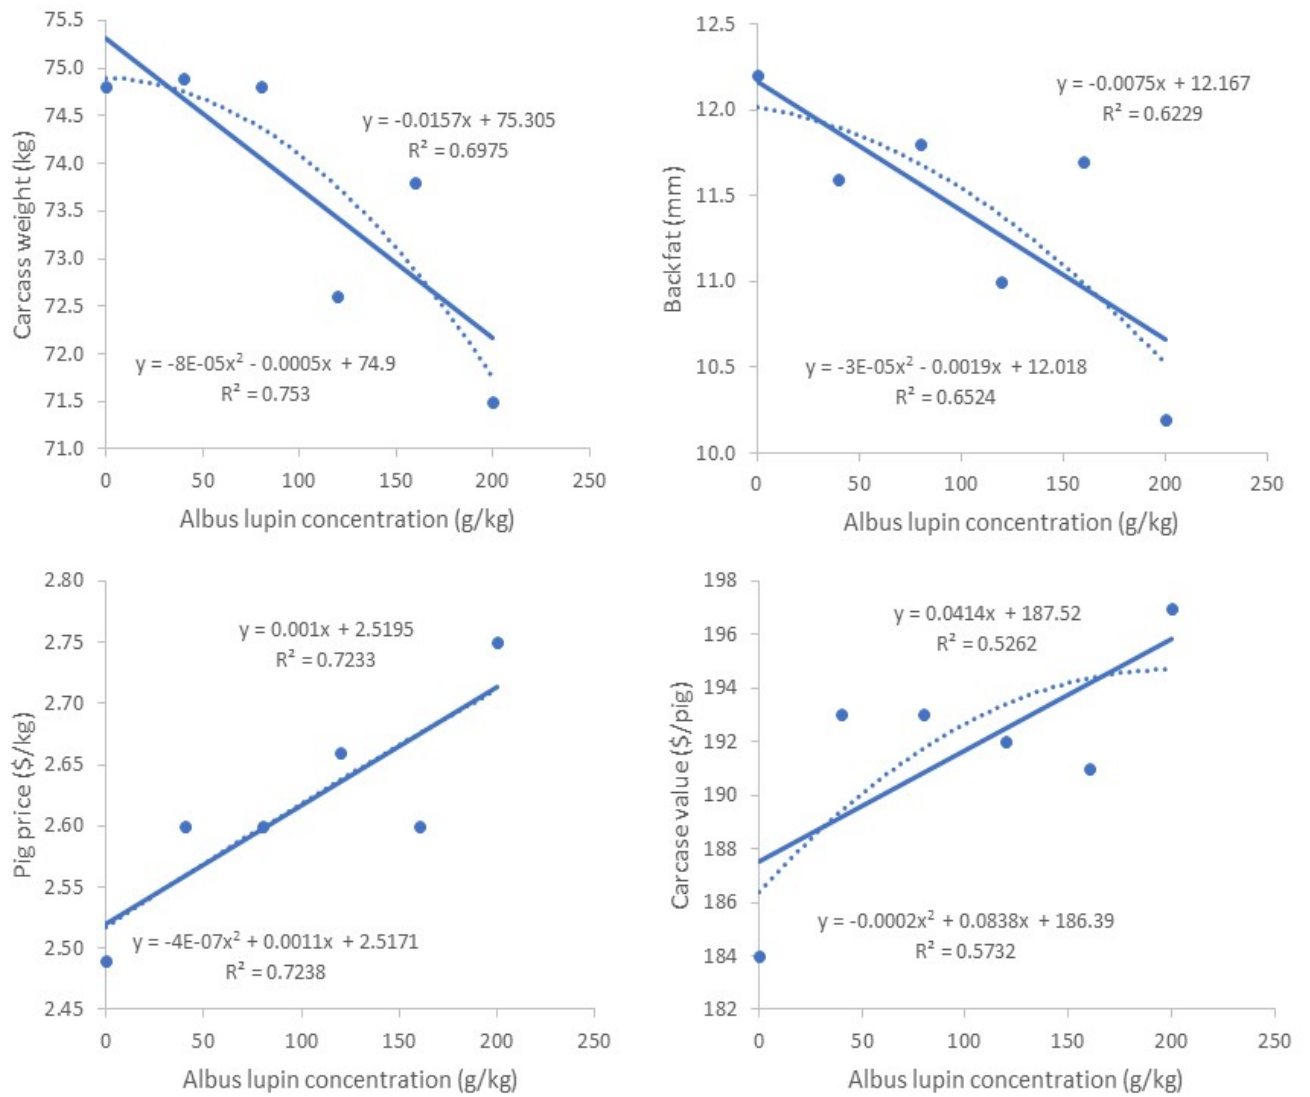 75.5
75.0
74.5
74.0
73.5
73.0
72.5
72.0
71.5
71.0
Carcass weight (kg)
y = -0.0157x + 75.305
R² = 0.6975
y = -8E-05x² - 0.0005x + 74.9
R² = 0.753
0 50 100 150 200 250
Albus lupin concentration (g/kg)
12.5
12.0
11.5
11.0
10.5
10.0
Backfat (mm)
y = -0.0075x + 12.167
R² = 0.6229
y = -3E-05x² - 0.0019x + 12.018
R² = 0.6524
0 50 100 150 200 250
Albus lupin concentration (g/kg)
2.80
2.75
2.70
2.65
2.60
2.55
2.50
2.45
Pig price ($/kg)
y = 0.001x + 2.5195
R² = 0.7233
y = -4E-07x² + 0.0011x + 2.5171
R² = 0.7238
0 50 100 150 200 250
Albus lupin concentration (g/kg)
198
196
194
192
190
188
186
184
182
Carcase value ($/pig)
y = 0.0414x + 187.52
R² = 0.5262
y = -0.0002x² + 0.0838x + 186.39
R² = 0.5732
0 50 100 150 200 250
Albus lupin concentration (g/kg)